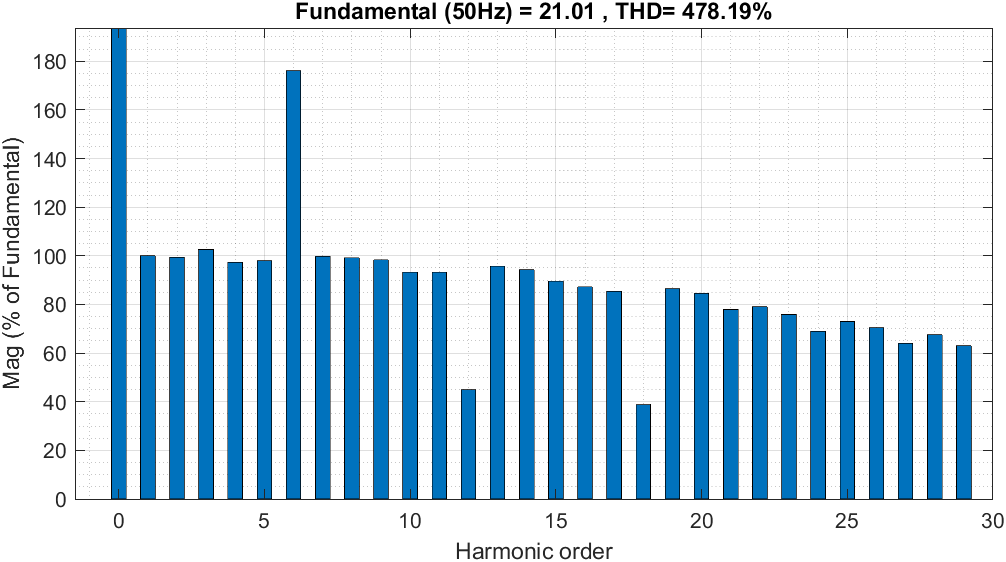 Fundamental (50Hz) = 21.01 , THD= 478.19%
Mag (% of Fundamental)
180
160
140
120
100
80
60
40
20
0
0 5 10 15 20 25 30
Harmonic order